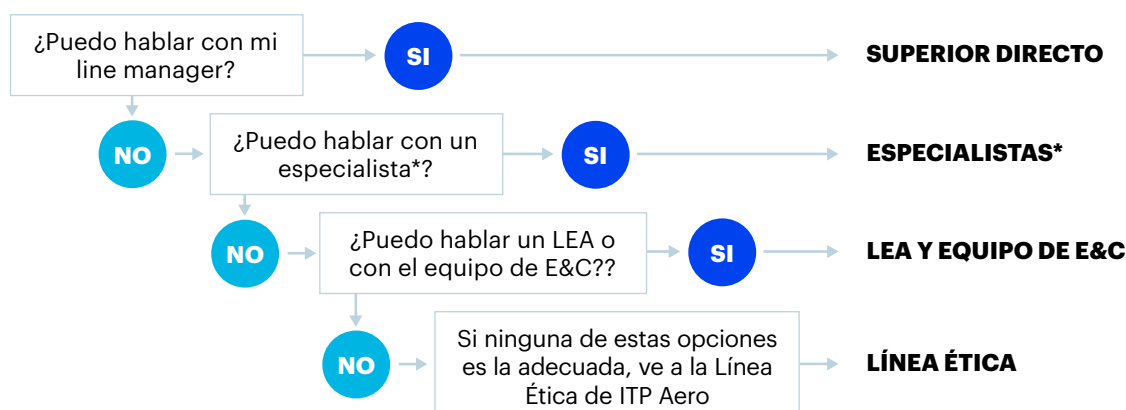 ¿Puedo hablar con mi
line manager?
SI
SUPERIOR DIRECTO
NO
¿Puedo hablar con un
especialista*?
SI
ESPECIALISTAS*
NO
¿Puedo hablar un LEA o
con el equipo de E&C??
SI
LEA Y EQUIPO DE E&C
NO
Si ninguna de estas opciones
es la adecuada, ve a la Línea
Ética de ITP Aero
LÍNEA ÉTICA